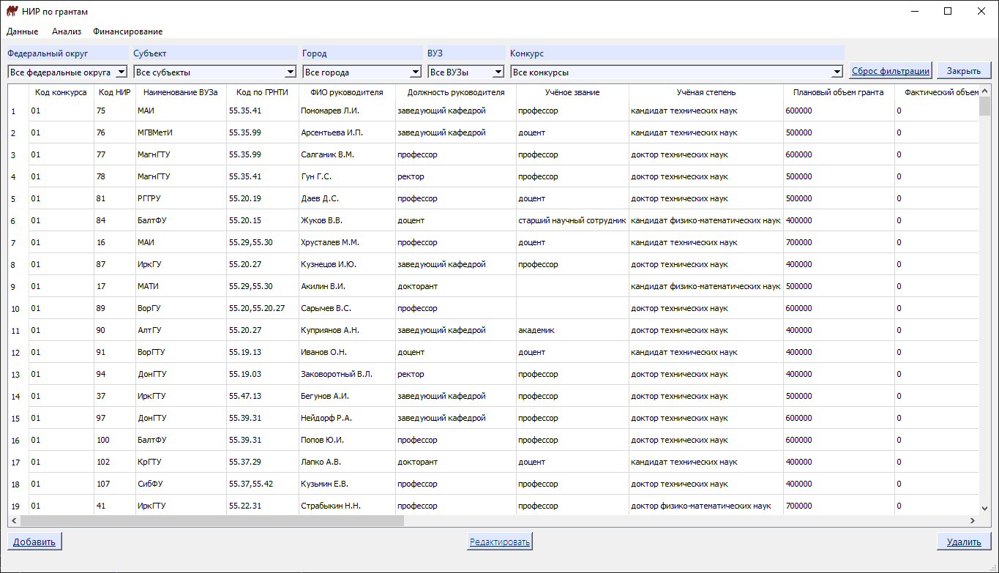 НИР по грантам
Данные Анализ Финансирование
Федеральный округ Субъект Город ВУЗ Конкурс
Все федеральные округа Все субъекты Все города Все ВУЗы Все конкурсы Сброс фильтрации Закрыть
Код конкурса Код НИР Наименование ВУЗа Код по ГРНТИ ФИО руководителя Должность руководителя Учёное звание Учёная степень Плановый объем гранта Фактический объем
1 01 75 МАИ 55.35.41 Пономарев Л.И. заведующий кафедрой профессор кандидат технических наук 600000 0
2 01 76 МГВМетИ 55.35.99 Арсентьева И.П. заведующий кафедрой доцент кандидат технических наук 500000 0
3 01 77 МагнГТУ 55.35.99 Салганик В.М. профессор профессор доктор технических наук 600000 0
4 01 78 МагнГТУ 55.35.41 Гун Г.С. ректор профессор доктор технических наук 500000 0
5 01 81 РГГРУ 55.20.19 Даев Д.С. профессор доцент доктор технических наук 500000 0
6 01 84 БалтФУ 55.20.15 Жуков В.В. доцент старший научный сотрудник кандидат физико-математических наук 400000 0
7 01 16 МАИ 55.29,55.30 Хрусталев М.М. профессор доцент кандидат технических наук 700000 0
8 01 87 ИркГУ 55.20.27 Кузнецов И.Ю. заведующий кафедрой профессор доктор технических наук 400000 0
9 01 17 МАТИ 55.29,55.30 Акилин В.И. докторант кандидат физико-математических наук 500000 0
10 01 89 ВорГУ 55.20,55.20.27 Сарычев В.С. профессор доктор технических наук 600000 0
11 01 90 АлтГУ 55.20.27 Куприянов А.Н. заведующий кафедрой академик доктор технических наук 400000 0
12 01 91 ВорГТУ 55.19.13 Иванов О.Н. доцент доцент кандидат технических наук 400000 0
13 01 94 ДонГТУ 55.19.03 Заковоротный В.Л. ректор профессор доктор технических наук 400000 0
14 01 37 ИркГТУ 55.47.13 Бегунов А.И. заведующий кафедрой профессор доктор технических наук 500000 0
15 01 97 ДонГТУ 55.39.31 Нейдорф Р.А. заведующий кафедрой профессор доктор технических наук 600000 0
16 01 100 БалтФУ 55.39.31 Попов Ю.И. профессор профессор доктор технических наук 600000 0
17 01 102 КрГТУ 55.37.29 Лапко А.В. докторант доцент кандидат технических наук 400000 0
18 01 107 СибФУ 55.37,55.42 Кузьмин Е.В. профессор профессор доктор технических наук 400000 0
19 01 41 ИркГТУ 55.22.31 Страбыкин Н.Н. профессор профессор доктор физико-математических наук 700000 0
Добавить Редактировать Удалить